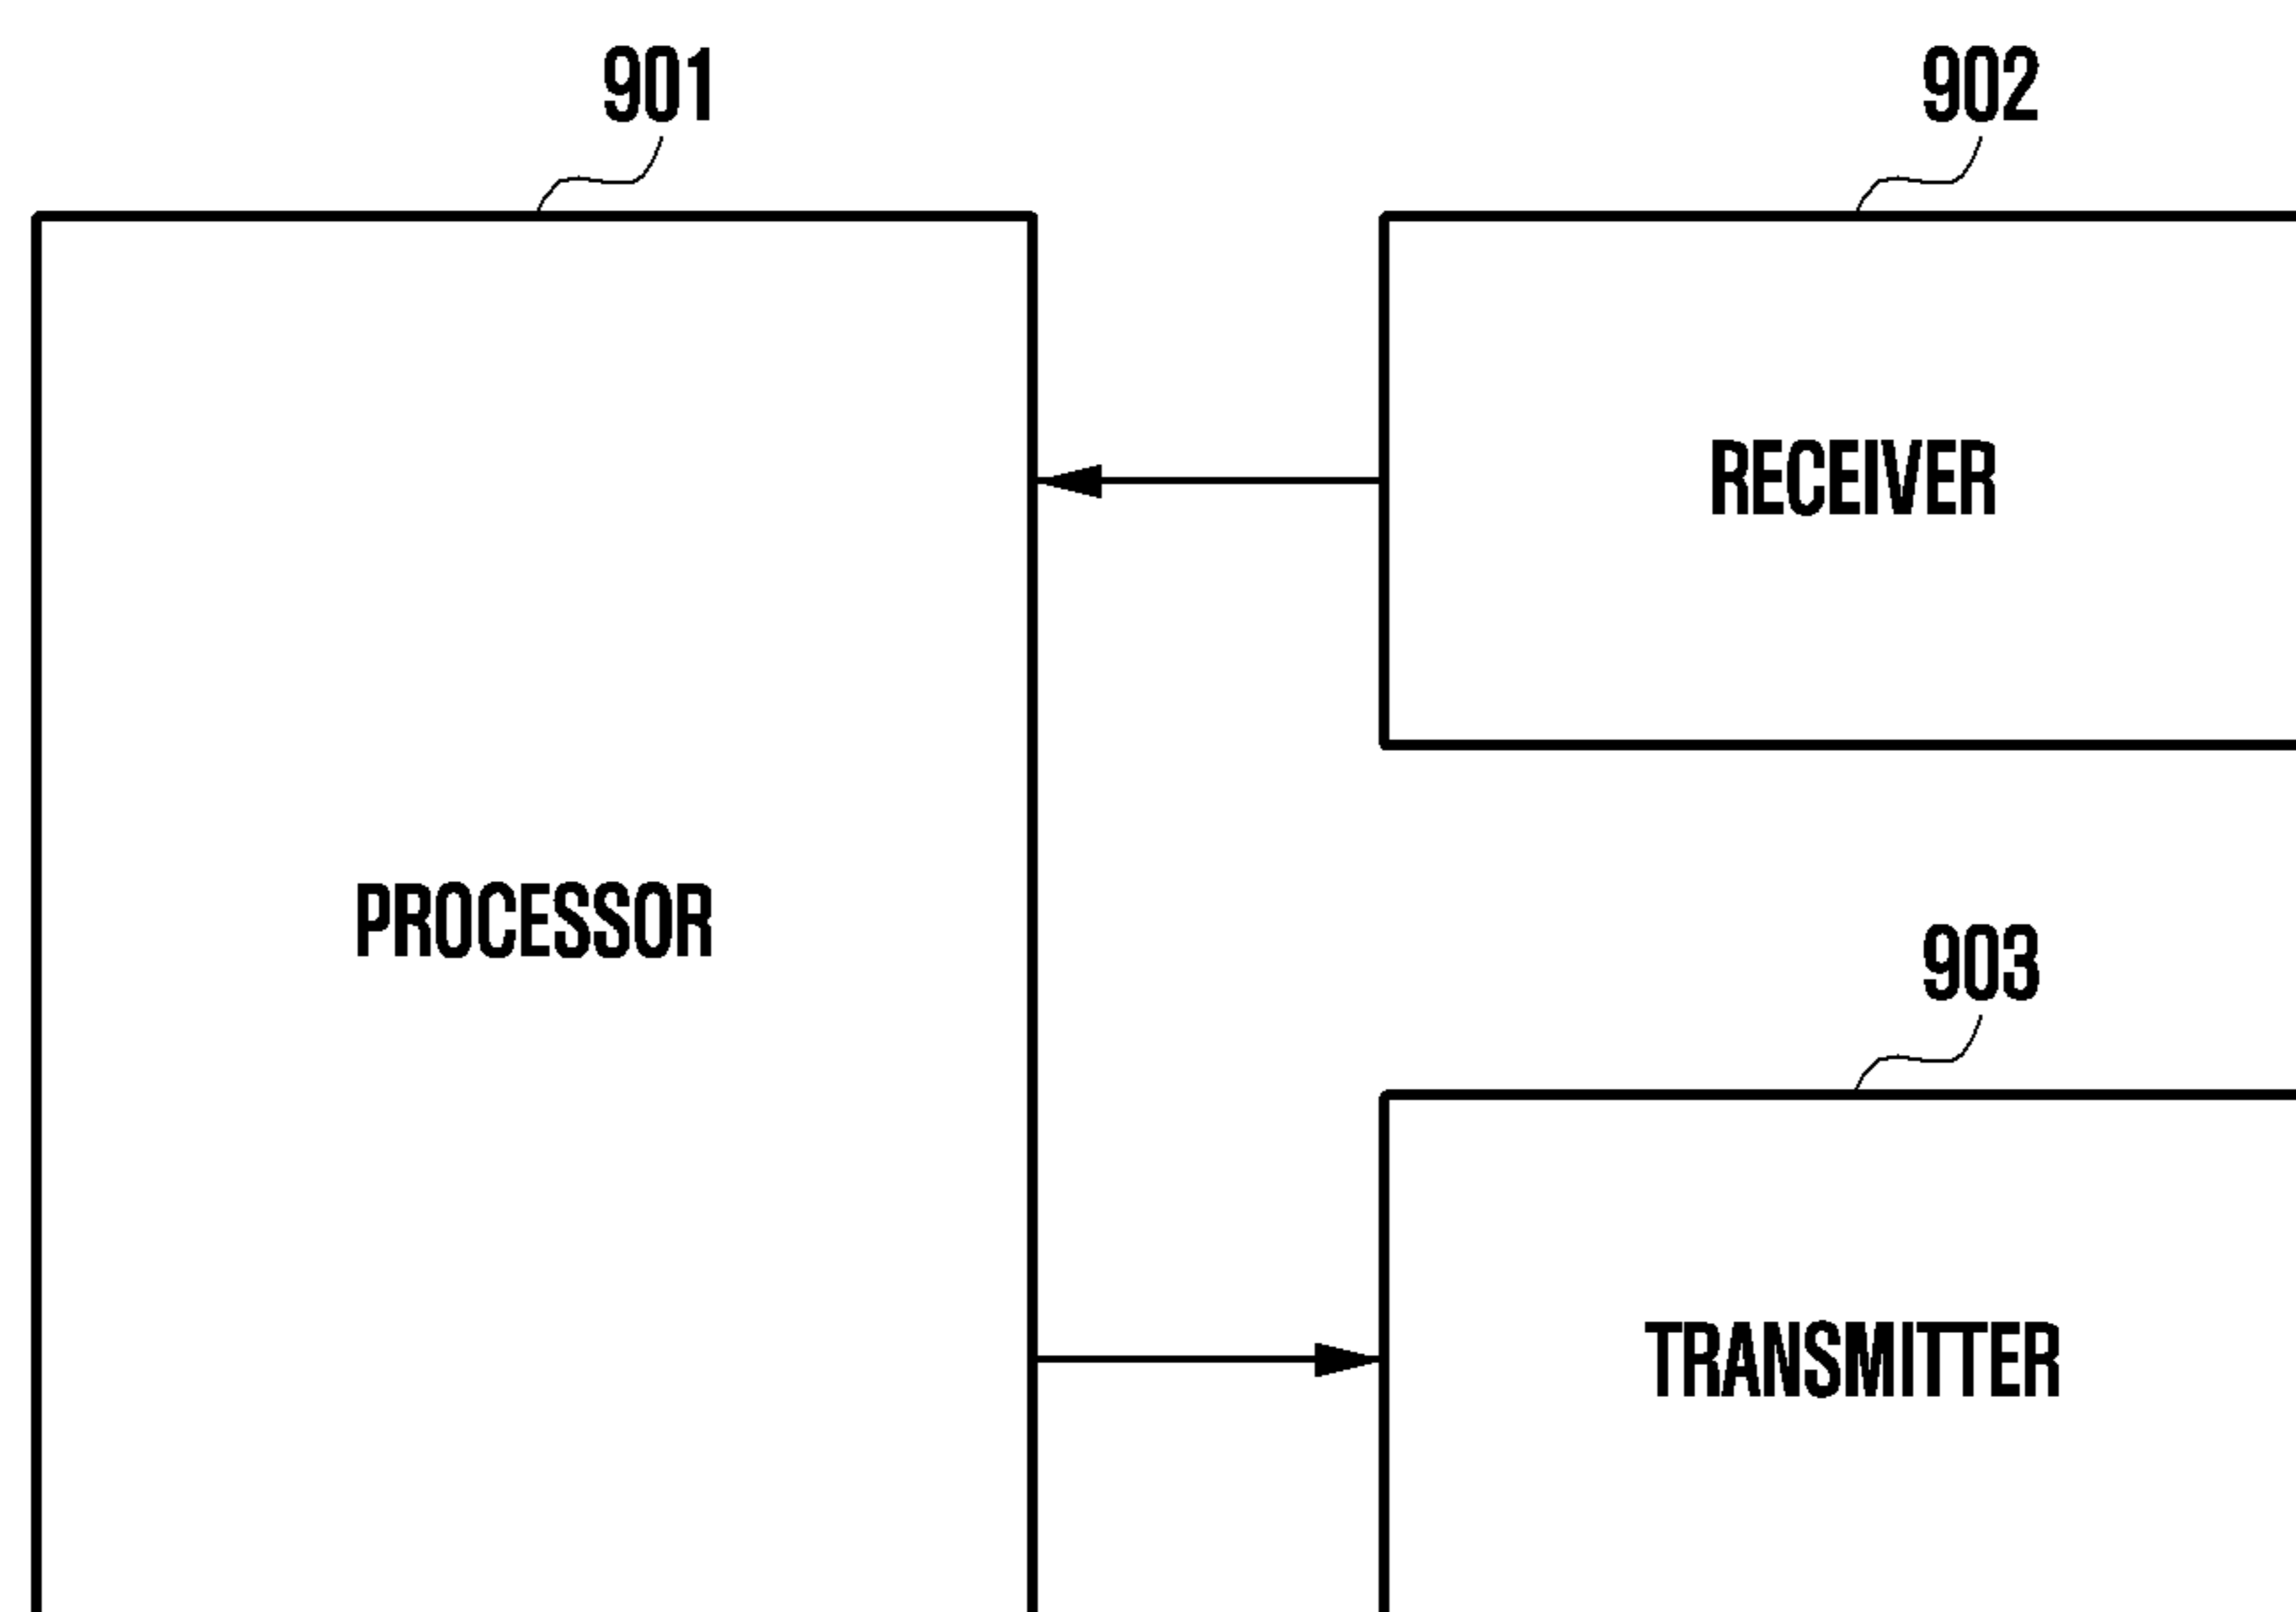 901
902
RECEIVER
PROCESSOR
903
TRANSMITTER